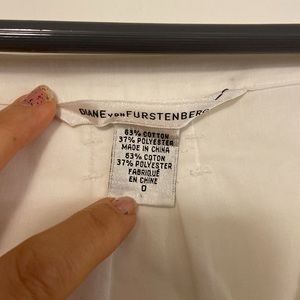 DIANE VON FURSTENBERG
63% COTTON
37% POLYESTER
MADE IN CHINA
63% COTON
37% POLYESTER
FABRIQUÉ
EN CHINE
0